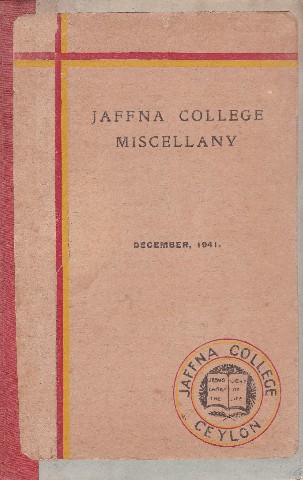 JAFFNA COLLEGE
MISCELLANY
DECEMBER, 1941.
JAFFNA COLLEGE
CEYLON